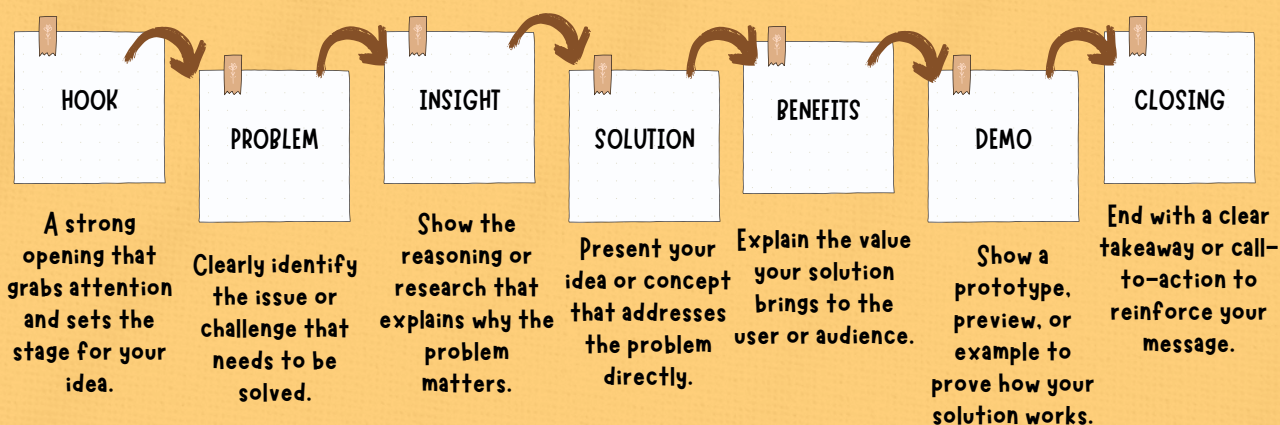 HOOK
A strong
opening that
grabs attention
and sets the
stage for your
idea.
PROBLEM
Clearly identify
the issue or
challenge that
needs to be
solved.
INSIGHT
Show the
reasoning or
research that
explains why the
problem
matters.
SOLUTION
Present your
idea or concept
that addresses
the problem
directly.
BENEFITS
Explain the value
your solution
brings to the
user or audience.
DEMO
Show a
prototype,
preview, or
example to
prove how your
solution works.
CLOSING
End with a clear
takeaway or call-
to-action to
reinforce your
message.